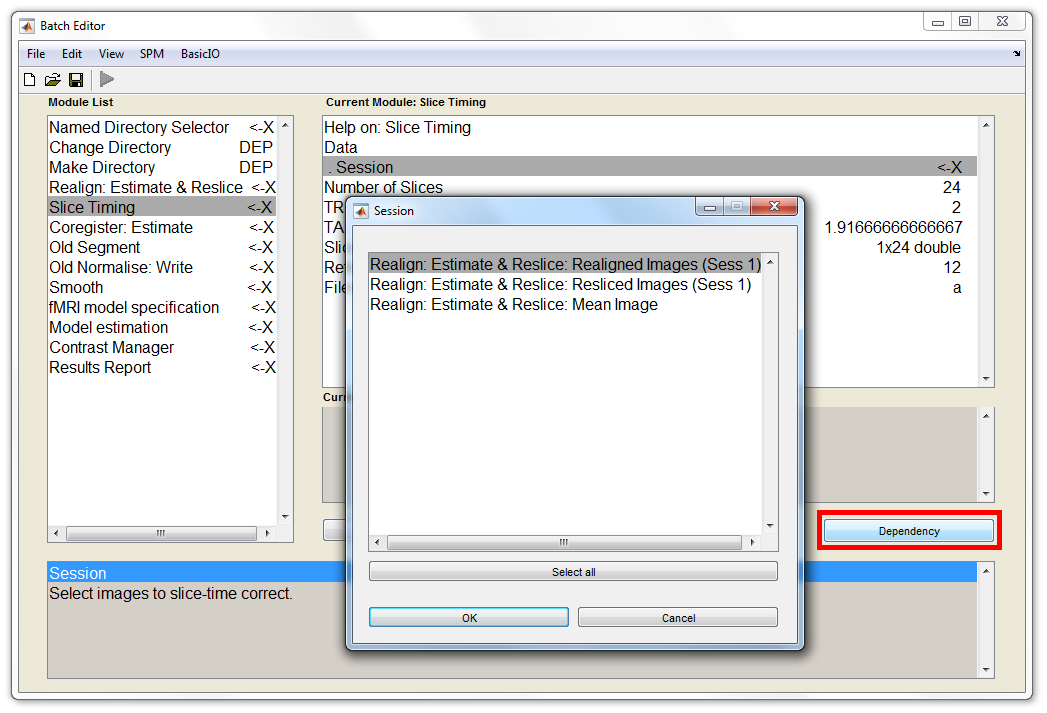 Batch Editor
File Edit View SPM BasicIO
Module List
Named Directory Selector <-X
Change Directory DEP
Make Directory DEP
Realign: Estimate & Reslice <-X
Slice Timing <-X
Coregister: Estimate <-X
Old Segment <-X
Old Normalise: Write <-X
Smooth <-X
fMRI model specification <-X
Model estimation <-X
Contrast Manager <-X
Results Report <-X
Current Module: Slice Timing
Help on: Slice Timing
Data
. Session <-X
Number of Slices 24
TR 2
TA 1.91666666666667
Slic 1x24 double
Re 12
File a
Curr
Session
Realign: Estimate & Reslice: Realigned Images (Sess 1)
Realign: Estimate & Reslice: Resliced Images (Sess 1)
Realign: Estimate & Reslice: Mean Image
Select all
OK Cancel
Dependency
Session
Select images to slice-time correct.